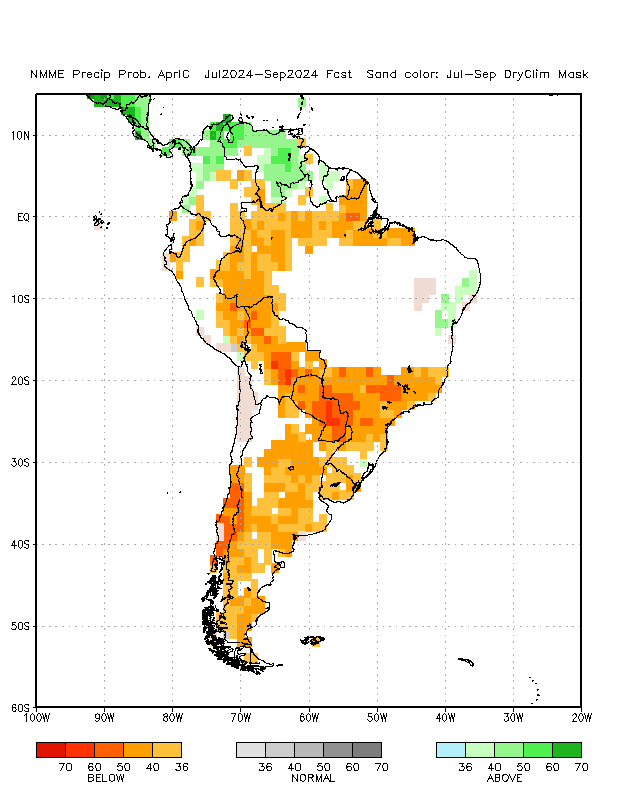 NMME Precip Prob. AprIC  Jul2024-Sep2024 Fcst  Sand color: Jul-Sep DryClim Mask
10N
EQ
10S
20S
30S
40S
50S
60S
100W 90W 80W 70W 60W 50W 40W 30W 20W
70 60 50 40 36
BELOW
36 40 50 60 70
NORMAL
36 40 50 60 70
ABOVE